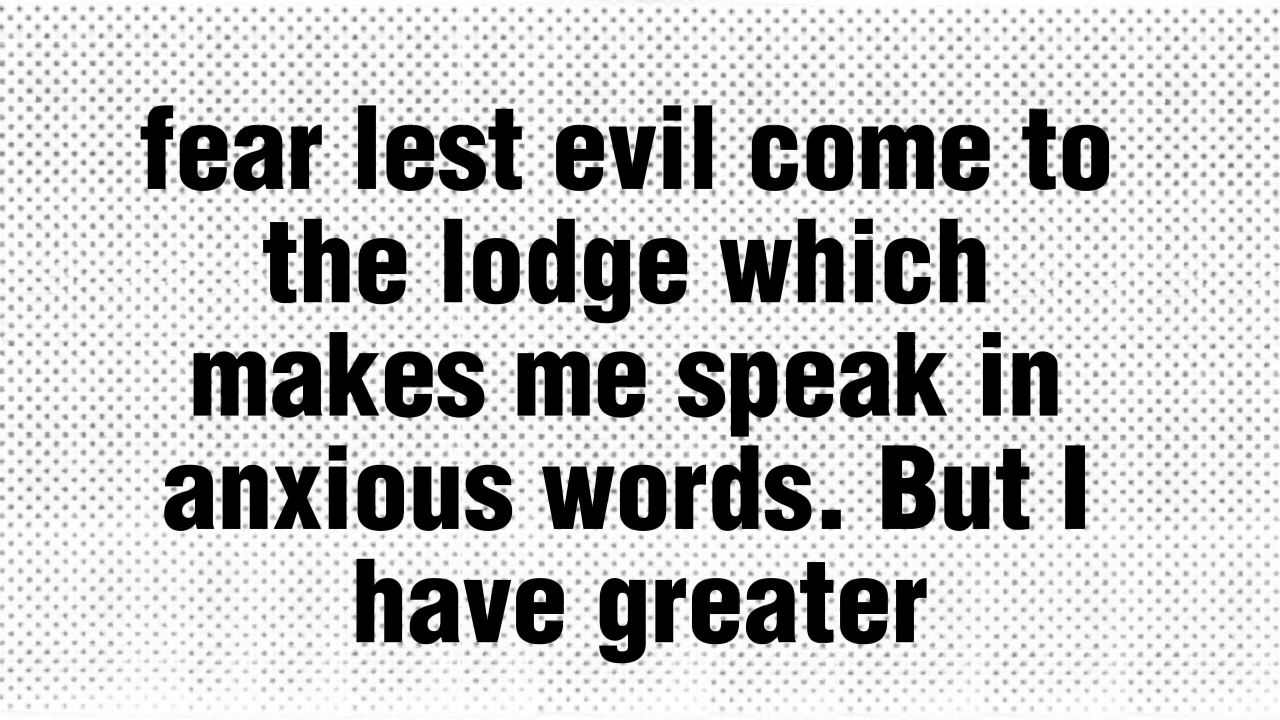 fear lest evil come to
the lodge which
makes me speak in
anxious words. But I
have greater